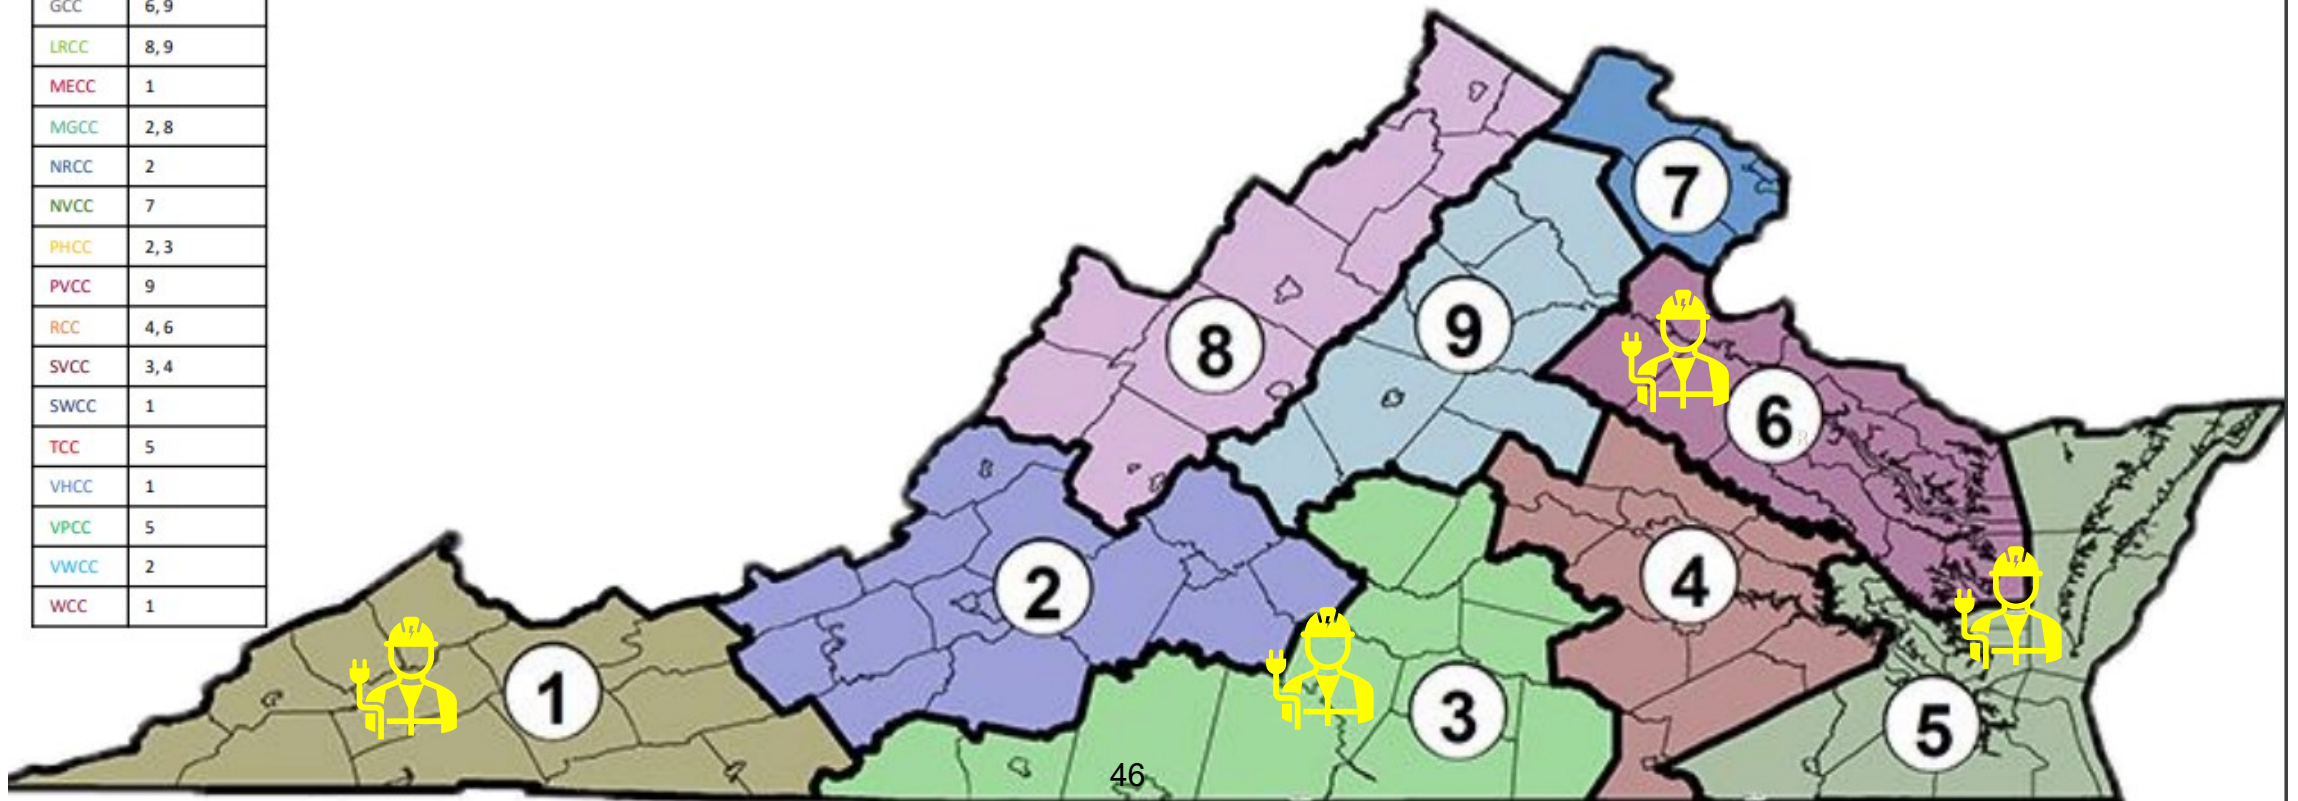 GCC 6, 9
LRCC 8, 9
MECC 1
MGCC 2, 8
NRCC 2
NVCC 7
PHCC 2, 3
PVCC 9
RCC 4, 6
SVCC 3, 4
SWCC 1
TCC 5
VHCC 1
VPCC 5
VWCC 2
WCC 1
7
9
8
6
4
2
1
3
5
46